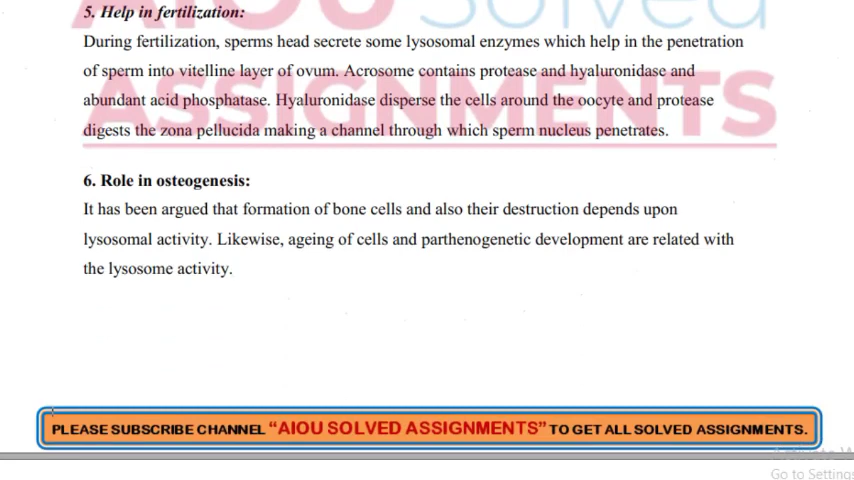 AIOU Solved
5. Help in fertilization:
During fertilization, sperms head secrete some lysosomal enzymes which help in the penetration
of sperm into vitelline layer of ovum. Acrosome contains protease and hyaluronidase and
ASSIGNMENTS
abundant acid phosphatase. Hyaluronidase disperse the cells around the oocyte and protease
digests the zona pellucida making a channel through which sperm nucleus penetrates.
6. Role in osteogenesis:
It has been argued that formation of bone cells and also their destruction depends upon
lysosomal activity. Likewise, ageing of cells and parthenogenetic development are related with
the lysosome activity.
PLEASE SUBSCRIBE CHANNEL “AIOU SOLVED ASSIGNMENTS” TO GET ALL SOLVED ASSIGNMENTS.
Go to Settings